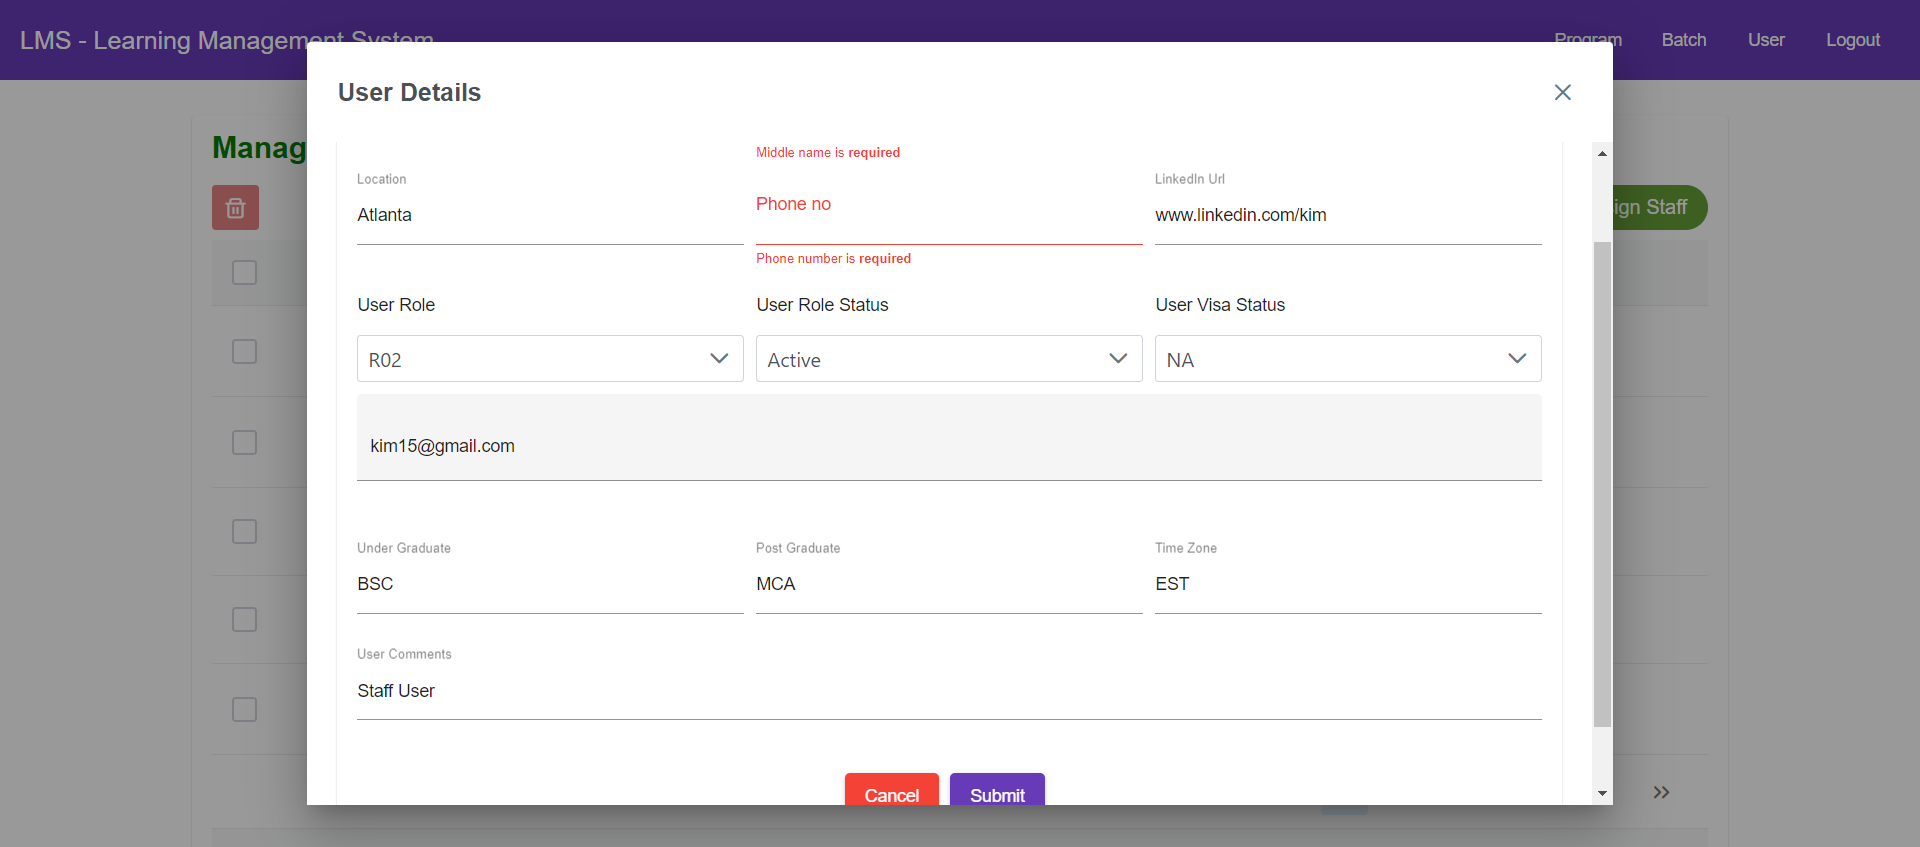 LMS - Learning Management System
Program Batch User Logout
User Details
Manag
Middle name is required
Location
LinkedIn Url
Atlanta
Phone no
www.linkedin.com/kim
ign Staff
Phone number is required
User Role
User Role Status
User Visa Status
R02
Active
NA
kim15@gmail.com
Under Graduate
Post Graduate
Time Zone
BSC
MCA
EST
User Comments
Staff User
Cancel
Submit